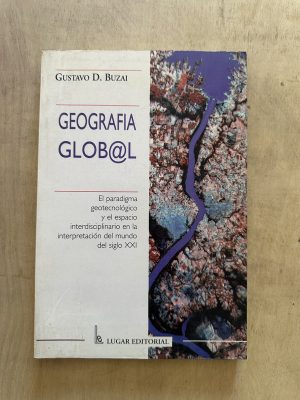 GUSTAVO D. BUZAI
GEOGRAFIA
GLOB@L
El paradigma
geotecnológico
y el espacio
interdisciplinario en la
interpretación del mundo
del siglo XXI
LUGAR EDITORIAL